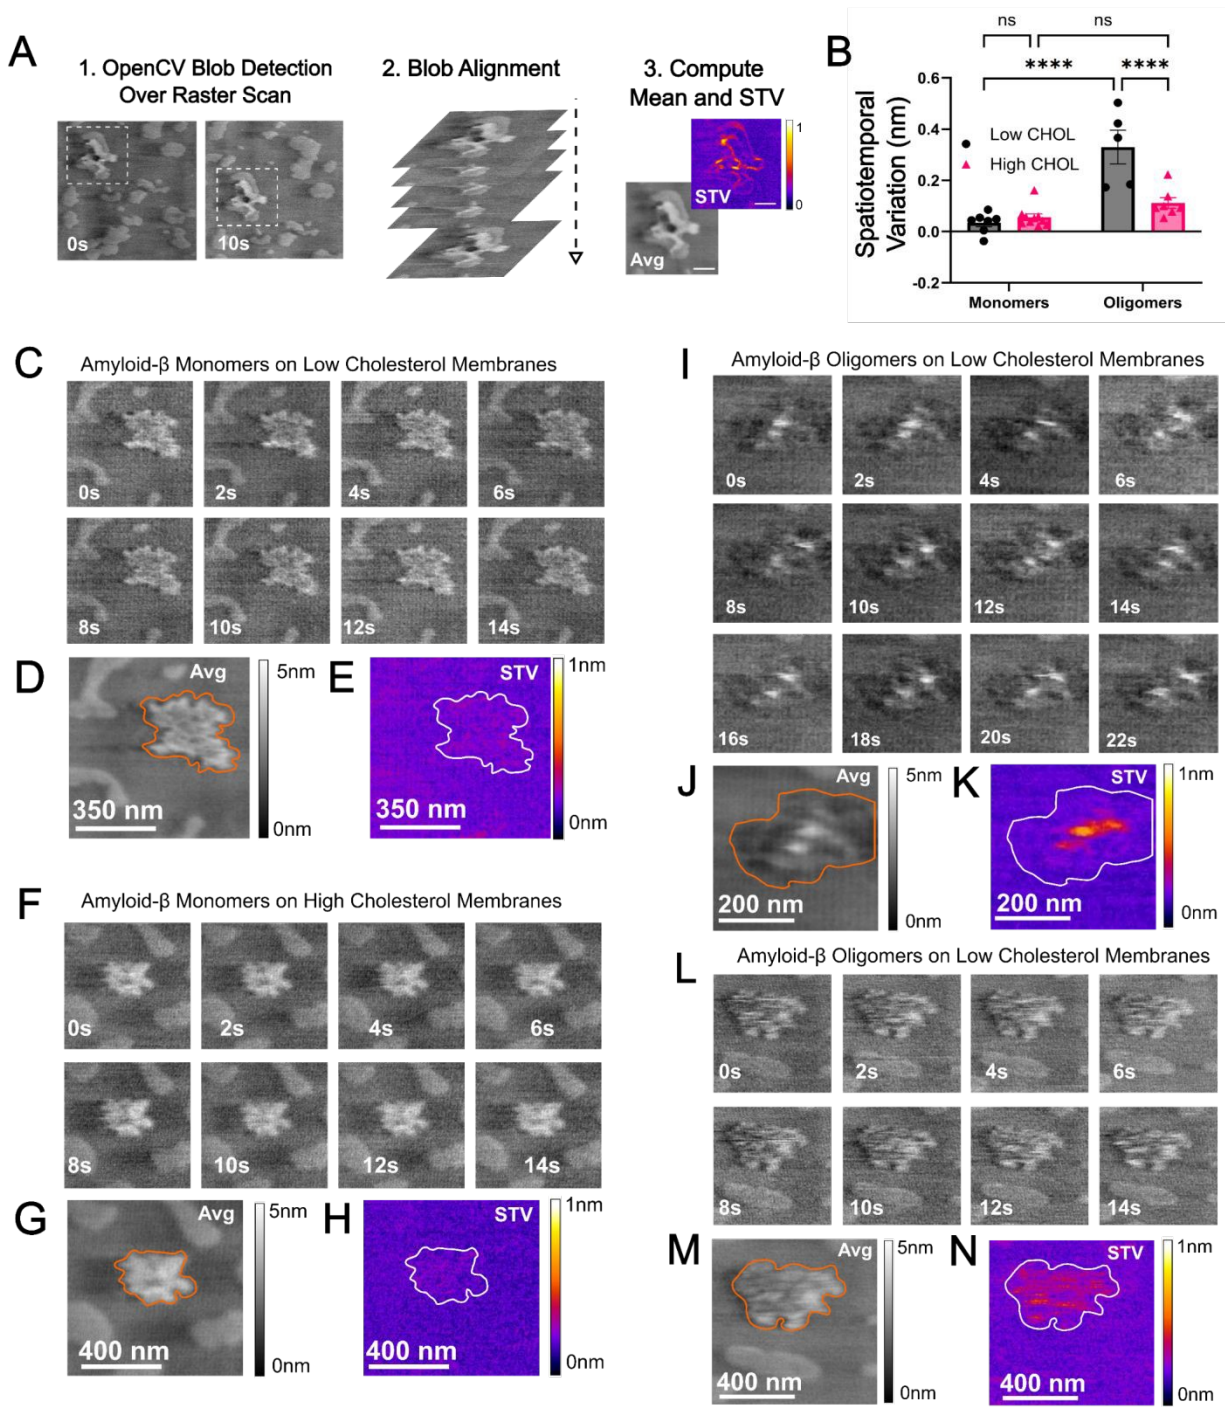 A
1. OpenCV Blob Detection
Over Raster Scan
0s
10s
2. Blob Alignment
3. Compute
Mean and STV
STV
1
0
Avg
B
ns
ns
****
****
Spatiotemporal
Variation (nm)
0.6
0.4
0.2
0.0
-0.2
Low CHOL
High CHOL
Monomers
Oligomers
C
Amyloid-β Monomers on Low Cholesterol Membranes
0s
2s
4s
6s
8s
10s
12s
14s
D
Avg
350 nm
5nm
0nm
E
STV
350 nm
1nm
0nm
F
Amyloid-β Monomers on High Cholesterol Membranes
0s
2s
4s
6s
8s
10s
12s
14s
G
Avg
400 nm
5nm
0nm
H
STV
400 nm
1nm
0nm
I
Amyloid-β Oligomers on Low Cholesterol Membranes
0s
2s
4s
6s
8s
10s
12s
14s
16s
18s
20s
22s
J
Avg
200 nm
5nm
0nm
K
STV
200 nm
1nm
0nm
L
Amyloid-β Oligomers on Low Cholesterol Membranes
0s
2s
4s
6s
8s
10s
12s
14s
M
Avg
400 nm
5nm
0nm
N
STV
400 nm
1nm
0nm